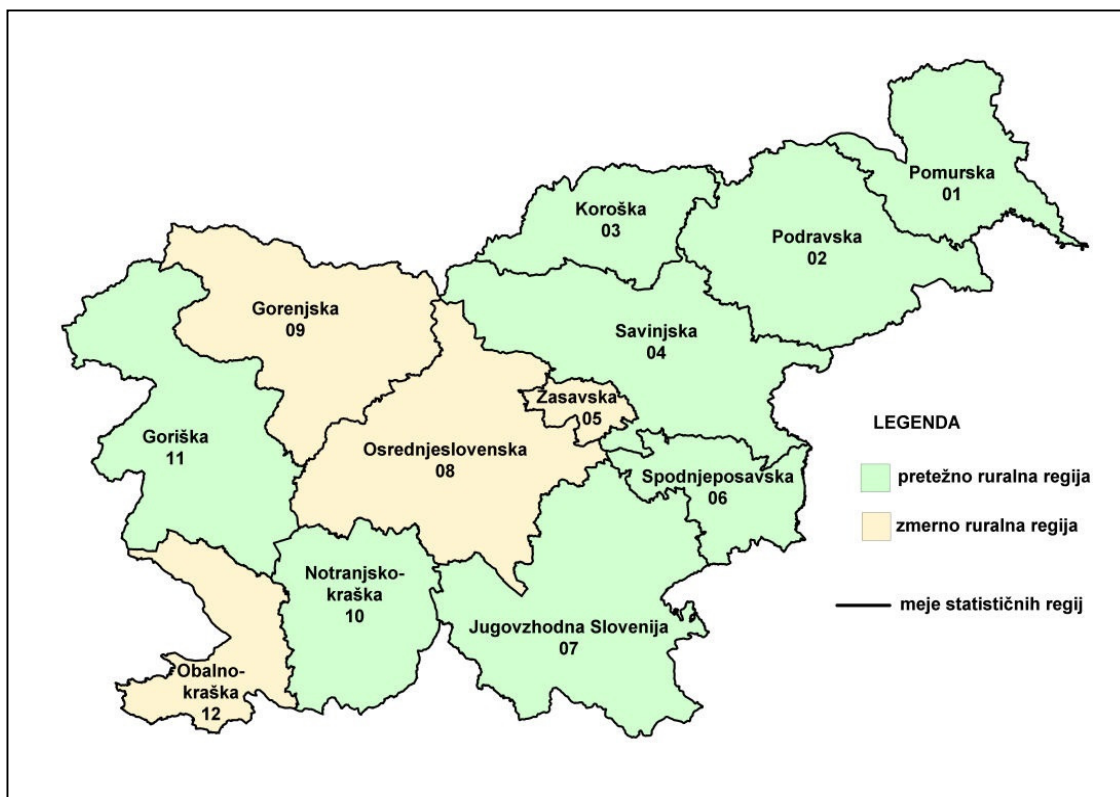 Pomurska
01
Koroška
03
Podravska
02
Gorenjska
09
Savinjska
04
Zasavska
05
Goriška
11
Osrednjeslovenska
08
Spodnjeposavska
06
Notranjsko-
kraška
10
Jugovzhodna Slovenija
07
Obalno-
kraška
12
LEGENDA
pretežno ruralna regija
zmerno ruralna regija
meje statističnih regij